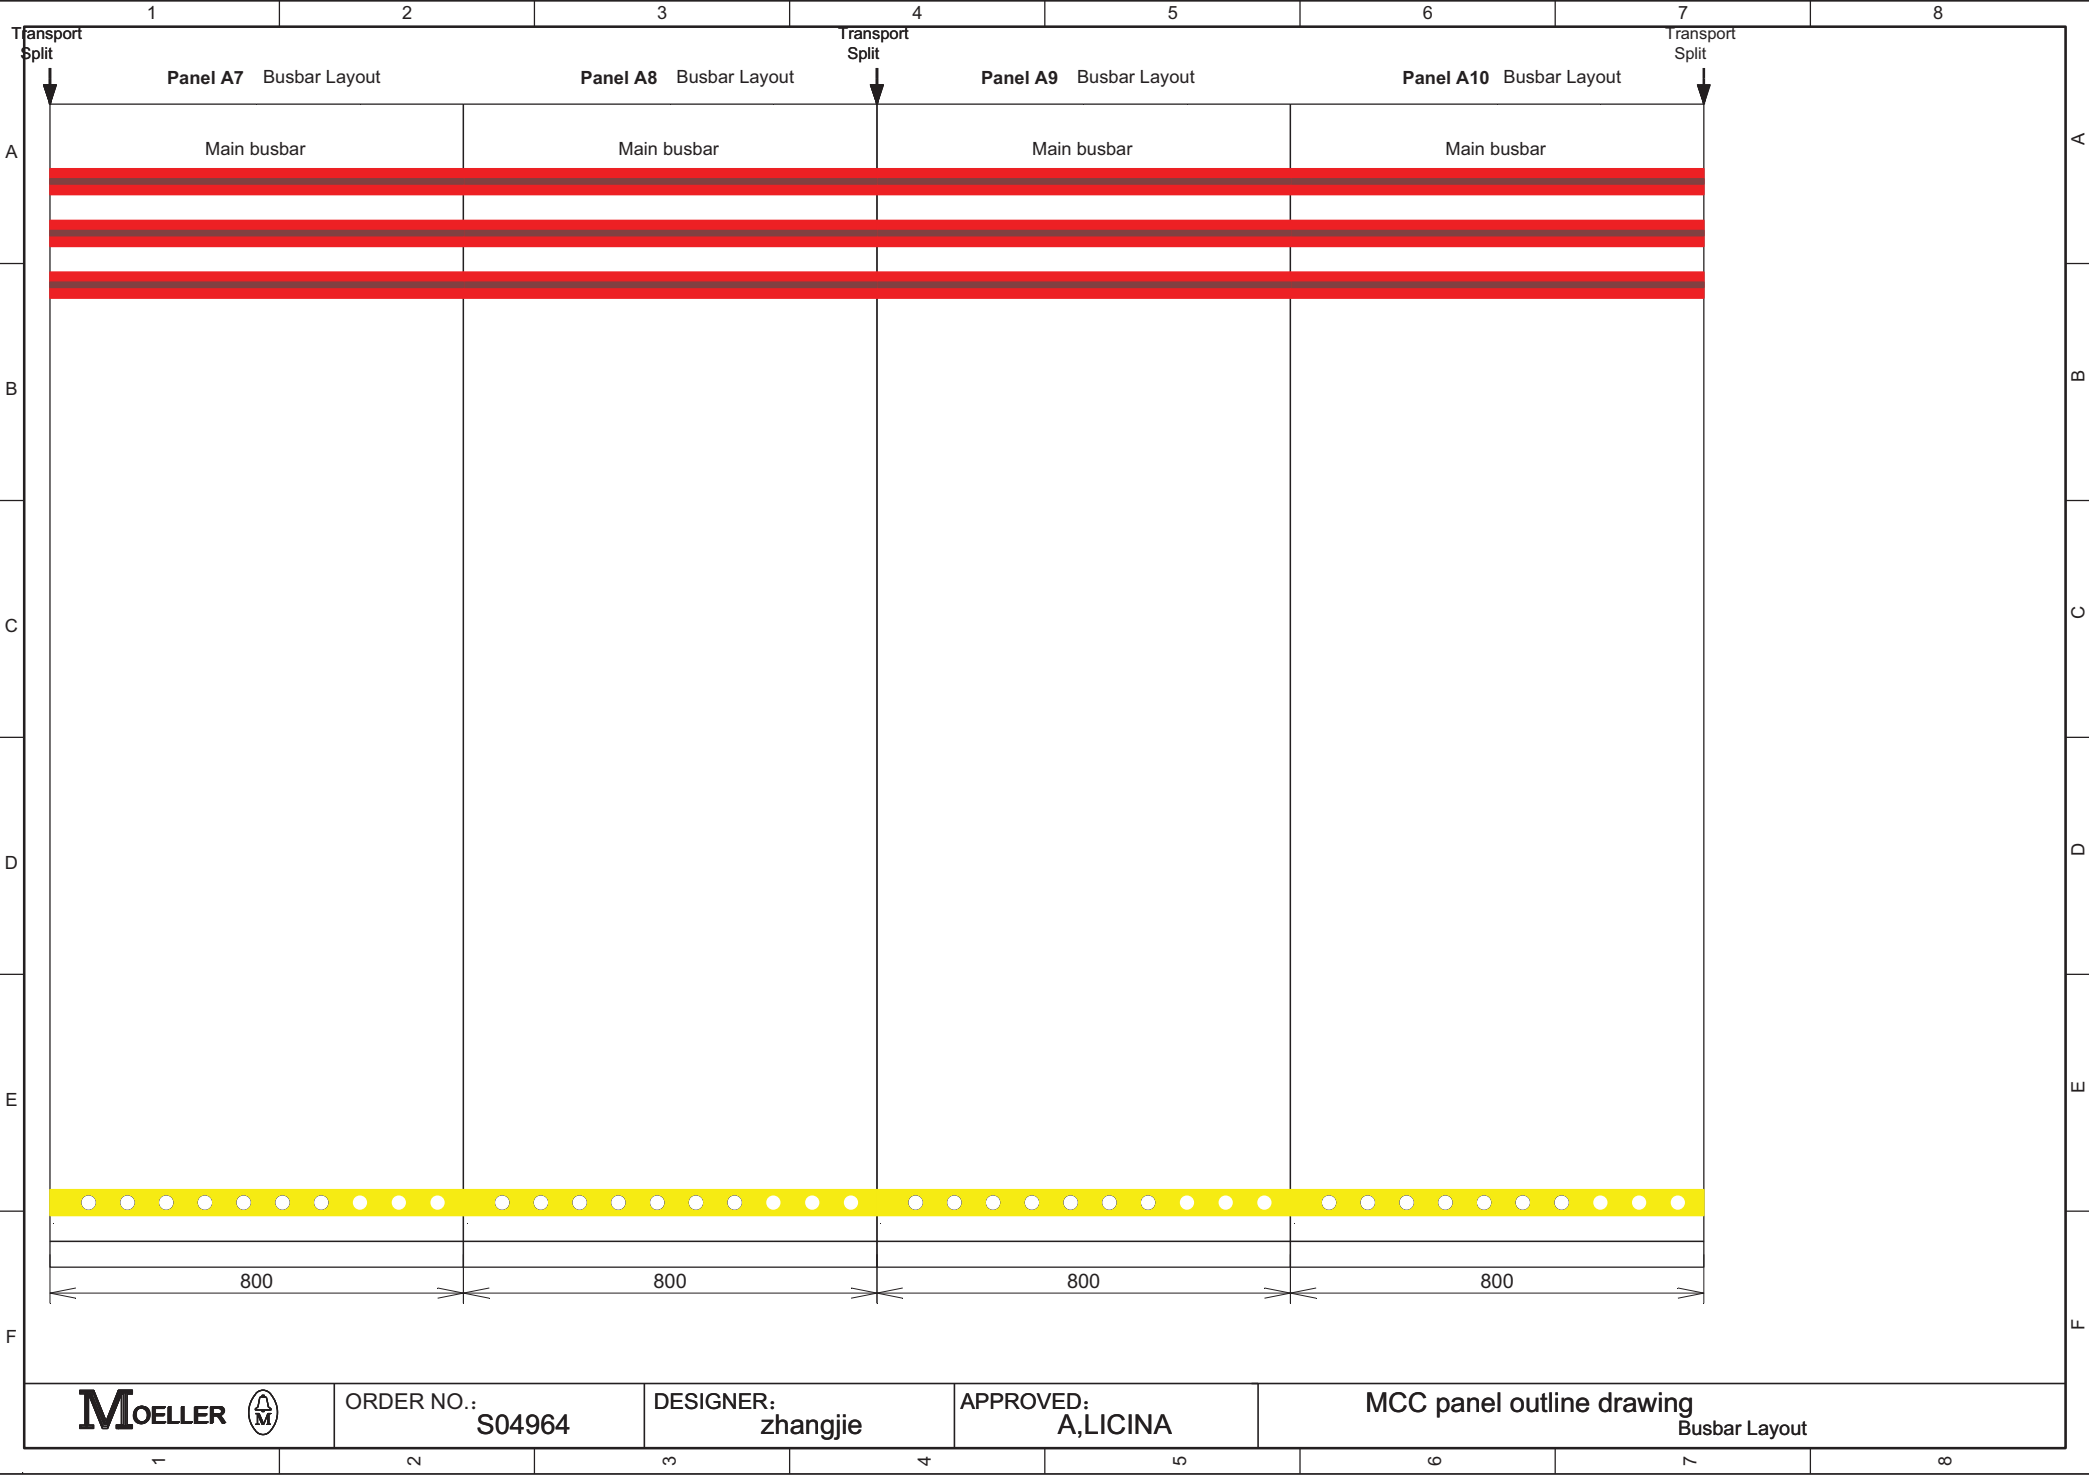 1 2 3 4 5 6 7 8
Transport Split Transport Split Transport Split
Panel A7 Busbar Layout Panel A8 Busbar Layout Panel A9 Busbar Layout Panel A10 Busbar Layout
A Main busbar Main busbar Main busbar Main busbar A
B B
C C
D D
E E
800 800 800 800
F F
MOELLER M
ORDER NO.: S04964
DESIGNER: zhangjie
APPROVED: A,LICINA
MCC panel outline drawing
Busbar Layout
1 2 3 4 5 6 7 8